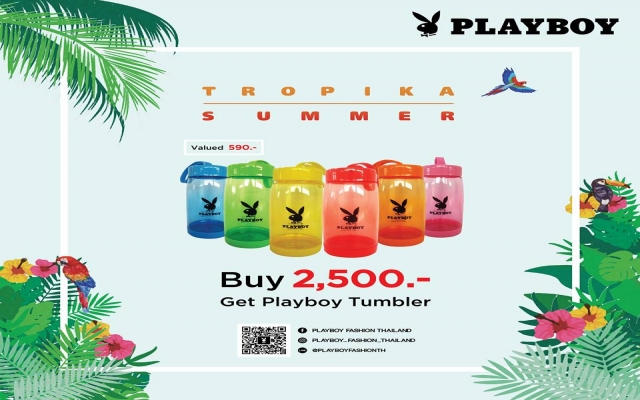 PLAYBOY
TROPIKA
SUMMER
Valued 590.-
PLAYBOY PLAYBOY PLAYBOY PLAYBOY PLAYBOY PLAYBOY
Buy 2,500.-
Get Playboy Tumbler
PLAYBOY FASHION THAILAND
PLAYBOY_FASHION_THAILAND
@PLAYBOYFASHIONTH